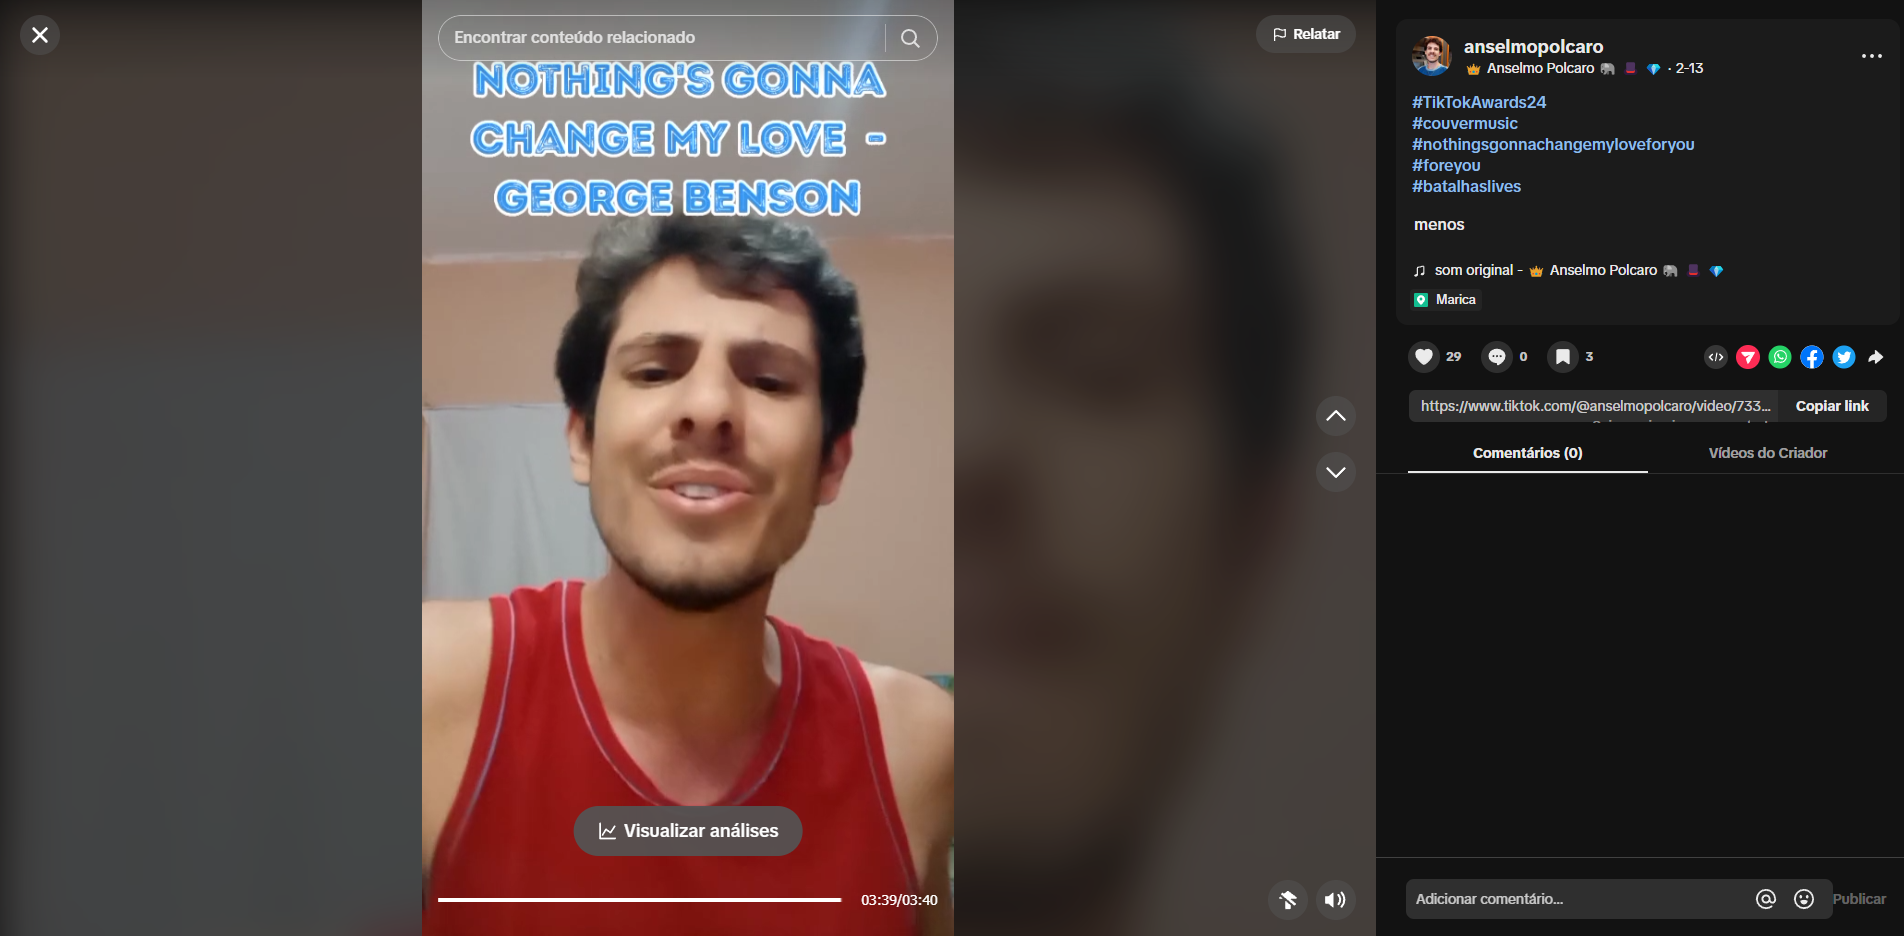 Encontrar conteúdo relacionado
NOTHING'S GONNA
CHANGE MY LOVE -
GEORGE BENSON
Visualizar análises
03:39/03:40
Relatar
anselmopolcaro
Anselmo Polcaro · 2-13
#TikTokAwards24
#couvermusic
#nothingsgonnachangemyloveforyou
#foreyou
#batalhaslives
menos
som original - Anselmo Polcaro
Marica
29 0 3
https://www.tiktok.com/@anselmopolcaro/video/733... Copiar link
Comentários (0) Vídeos do Criador
Adicionar comentário... Publicar